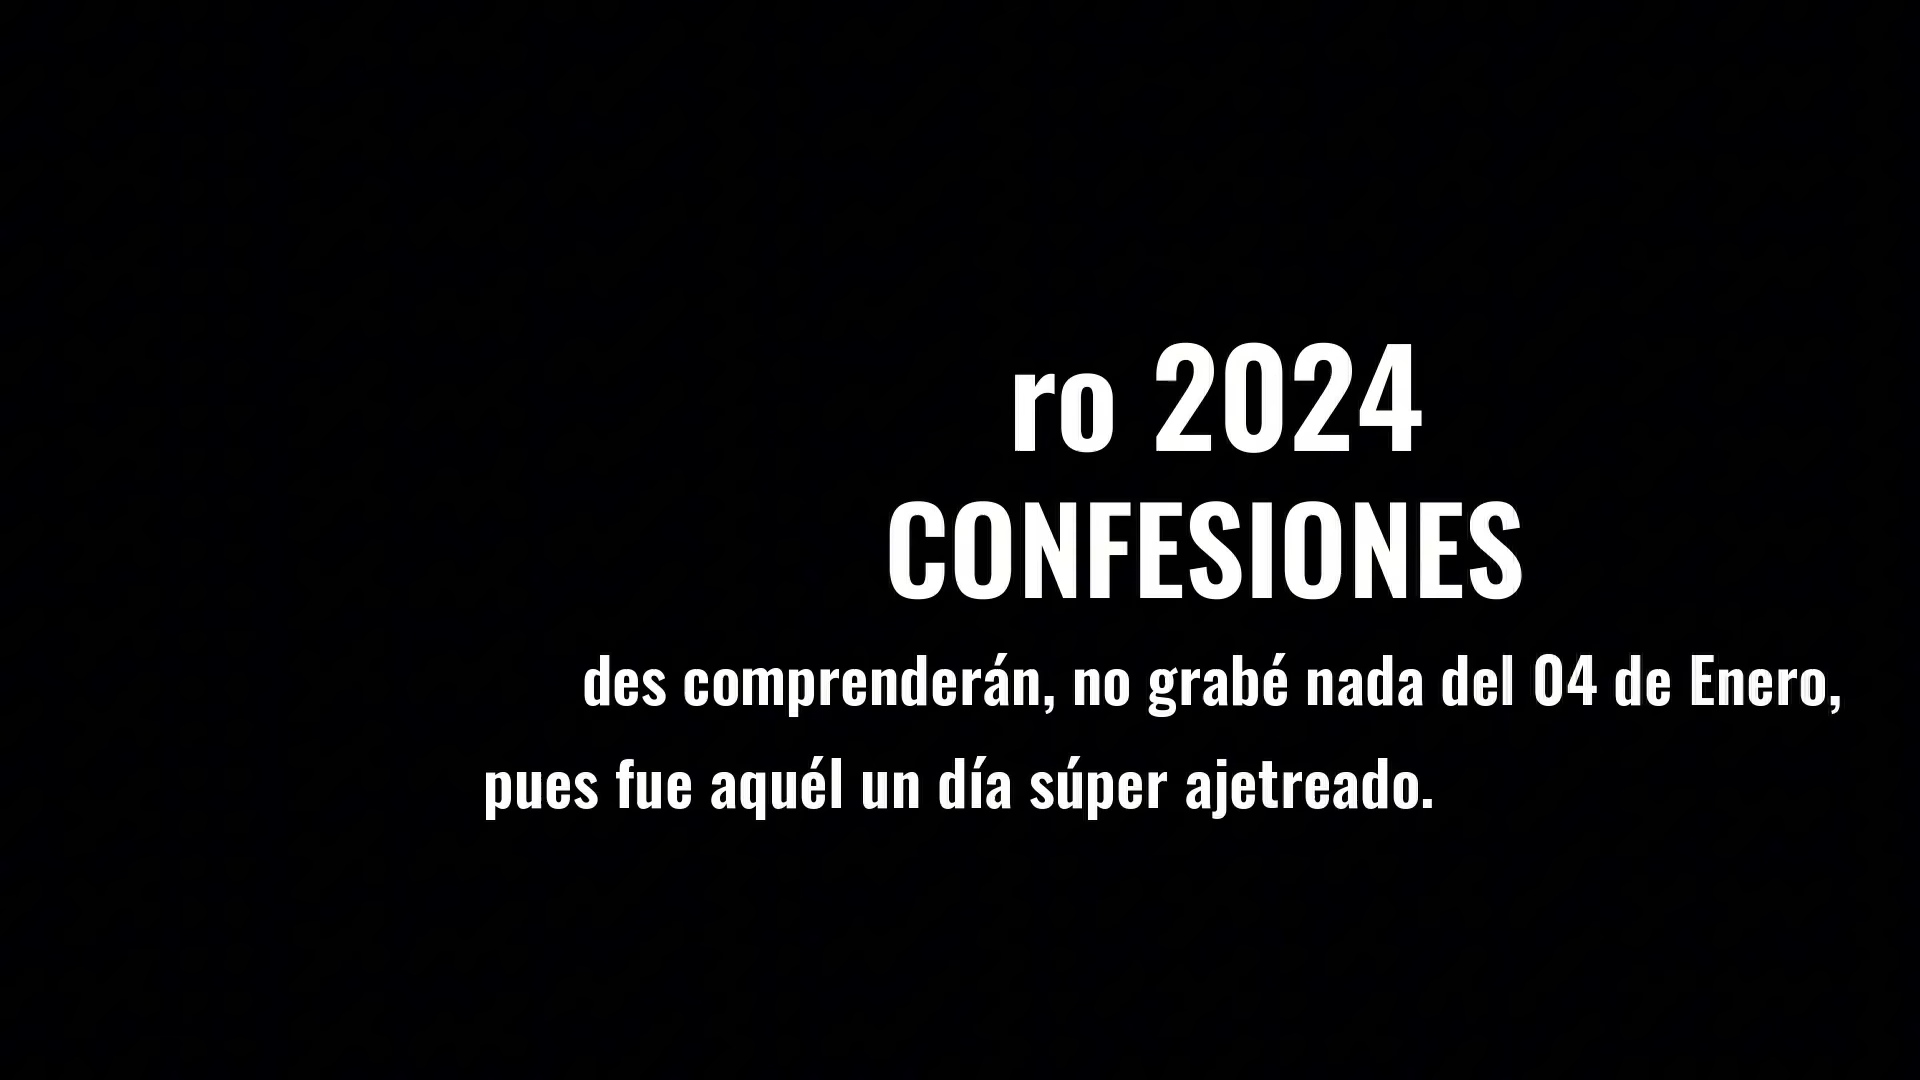 ro 2024
CONFESIONES
des comprenderán, no grabé nada del 04 de Enero,
pues fue aquél un día súper ajetreado.